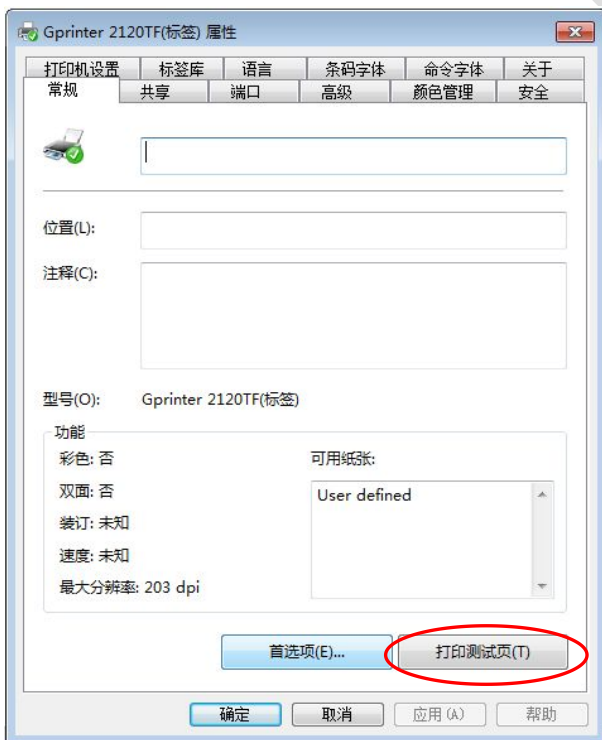 Gprinter 2120TF(标签) 属性
打印机设置 标签库 语言 条码字体 命令字体 关于
常规 共享 端口 高级 颜色管理 安全
位置(L):
注释(C):
型号(O): Gprinter 2120TF(标签)
功能
彩色: 否 可用纸张:
双面: 否 User defined
装订: 未知
速度: 未知
最大分辨率: 203 dpi
首选项(E)... 打印测试页(T)
确定 取消 应用(A) 帮助